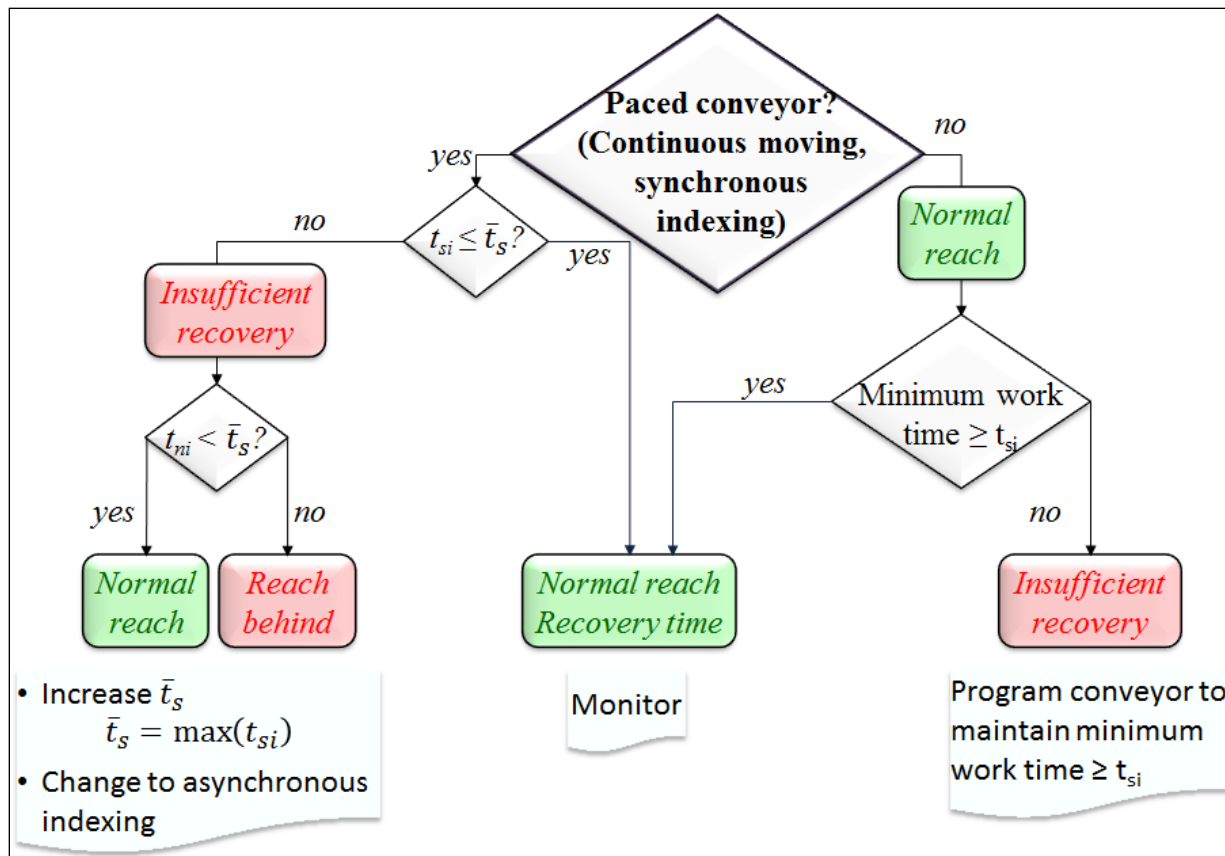 Paced conveyor?
(Continuous moving,
synchronous
indexing)
yes
no
t_si ≤ t̄_s?
no
yes
Normal
reach
Insufficient
recovery
Minimum work
time ≥ t_si
yes
no
t_ni < t̄_s?
yes
no
Normal
reach
Reach
behind
Normal reach
Recovery time
Insufficient
recovery
• Increase t̄_s
t̄_s = max(t_si)
• Change to asynchronous
indexing
Monitor
Program conveyor to
maintain minimum
work time ≥ t_si